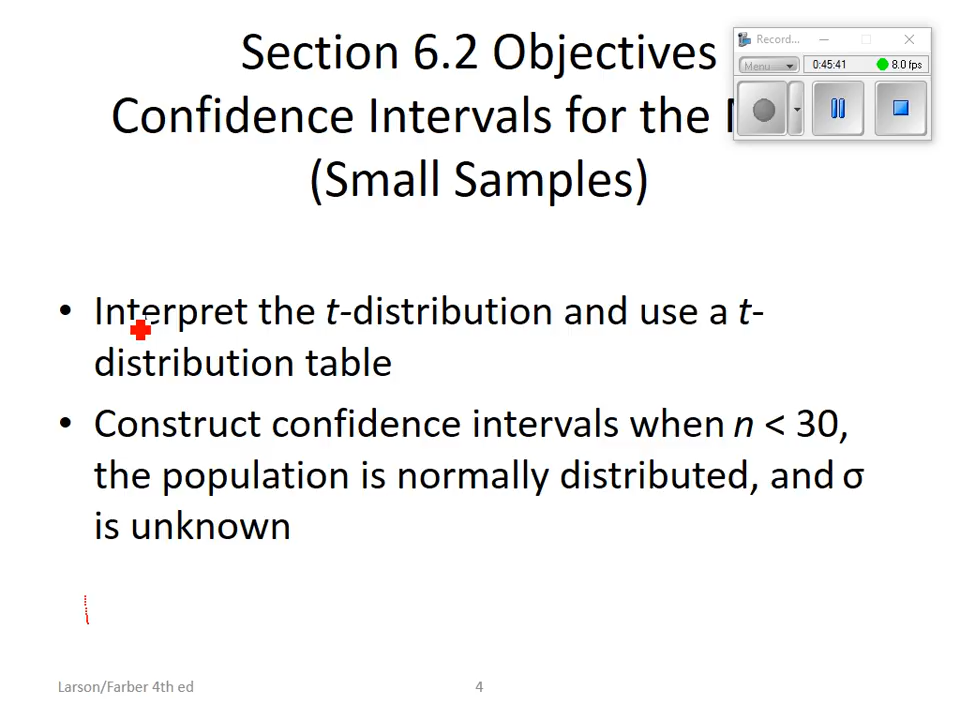 Section 6.2 Objectives
Confidence Intervals for the
(Small Samples)
Record...
Menu
0:45:41
8.0 fps
• Interpret the t-distribution and use a t-
distribution table
• Construct confidence intervals when n < 30,
the population is normally distributed, and σ
is unknown
Larson/Farber 4th ed
4